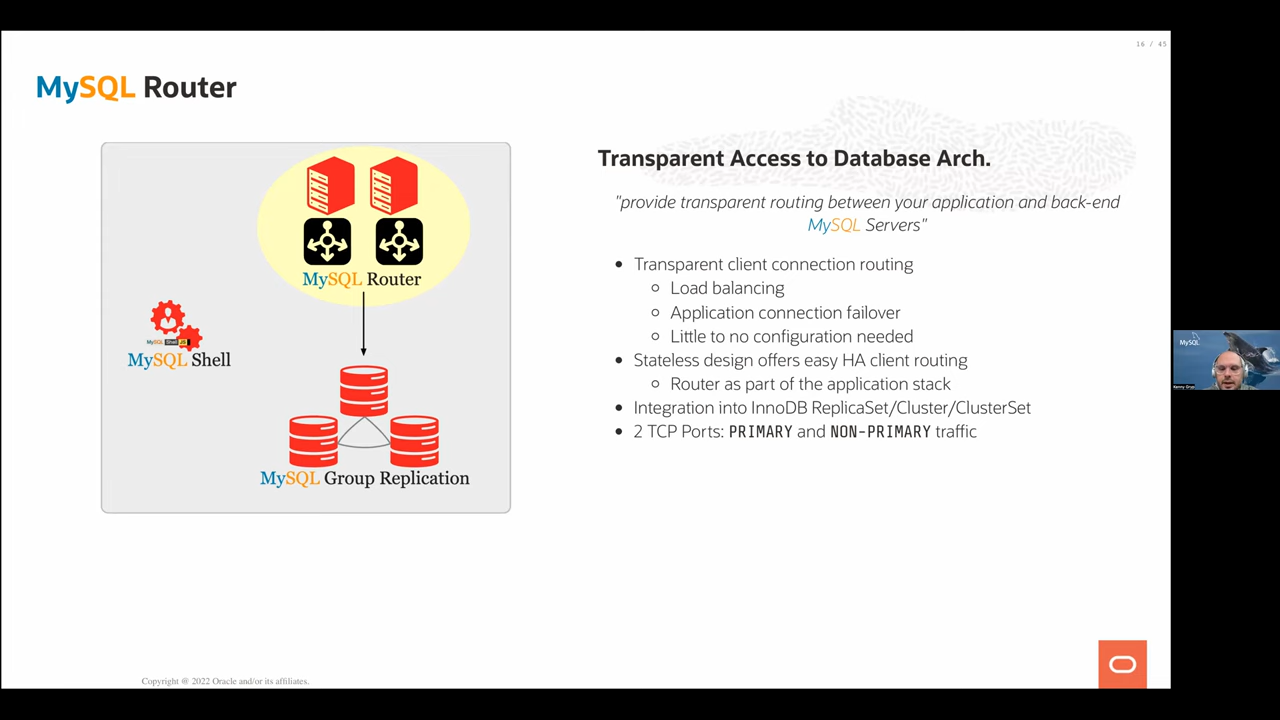 16 / 45
MySQL Router
MySQL Router
MySQL Shell
MySQL Group Replication
Transparent Access to Database Arch.
"provide transparent routing between your application and back-end
MySQL Servers"
Transparent client connection routing
Load balancing
Application connection failover
Little to no configuration needed
Stateless design offers easy HA client routing
Router as part of the application stack
Integration into InnoDB ReplicaSet/Cluster/ClusterSet
2 TCP Ports: PRIMARY and NON-PRIMARY traffic
MySQL
Copyright @ 2022 Oracle and/or its affiliates.